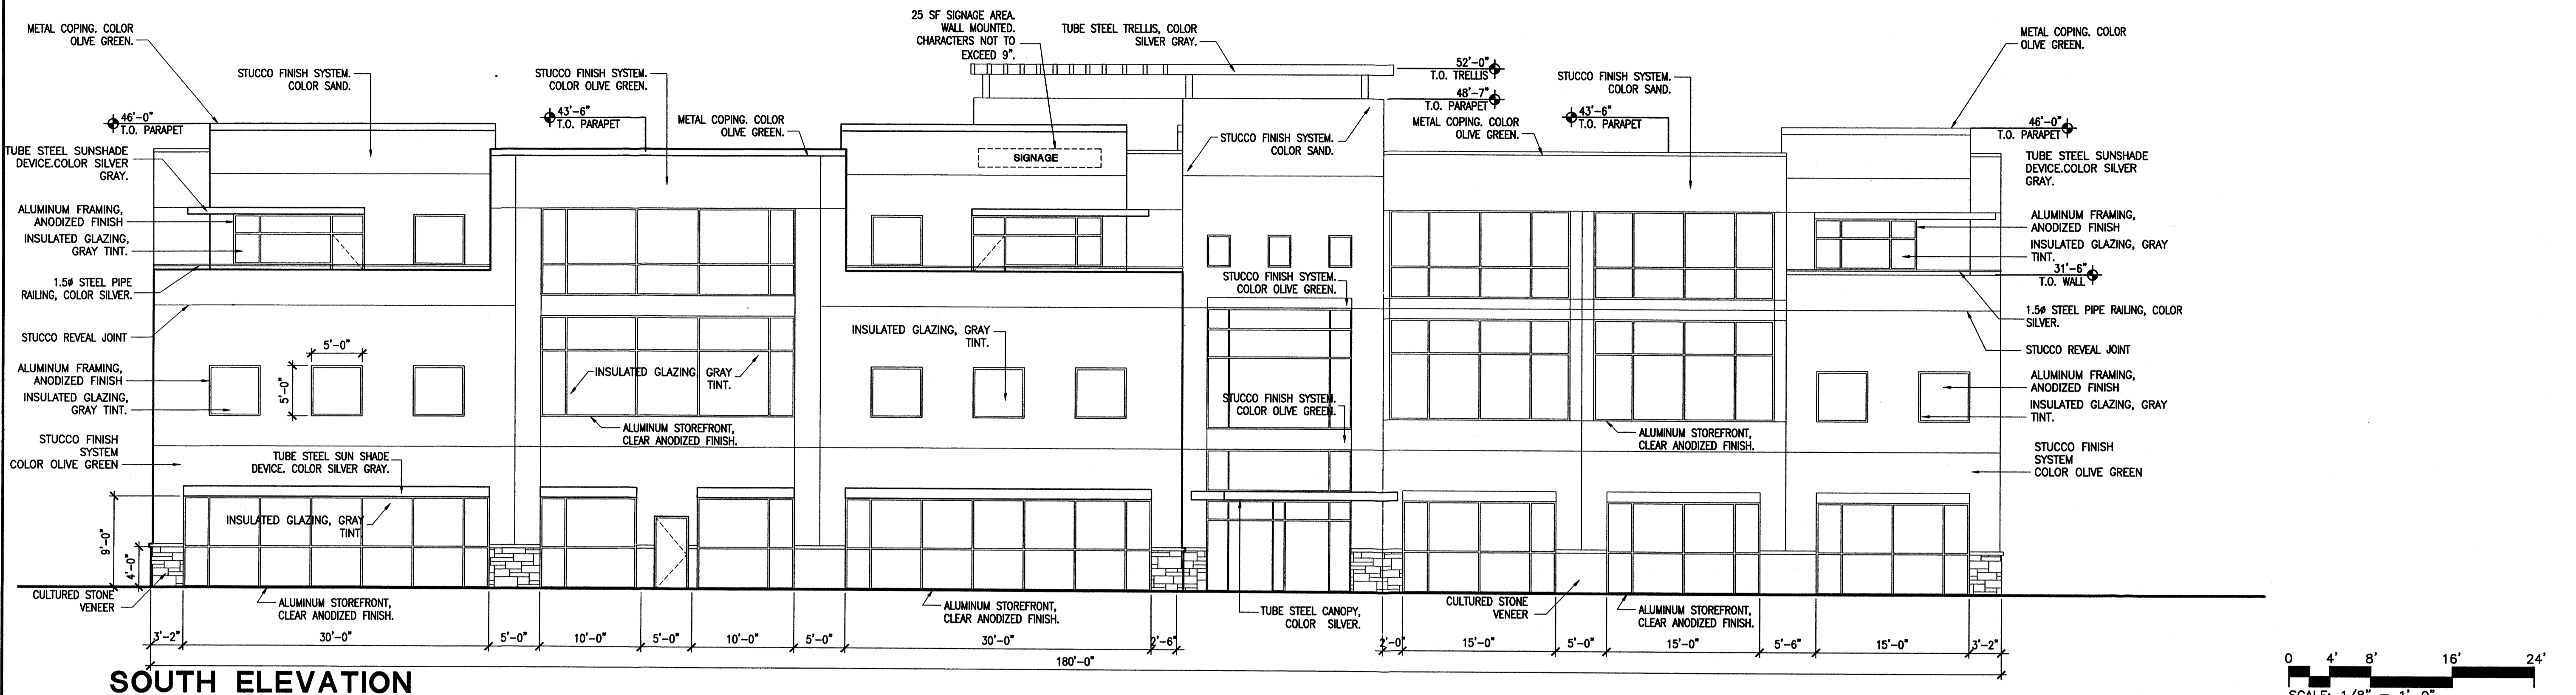 METAL COPING. COLOR
OLIVE GREEN.
STUCCO FINISH SYSTEM.
COLOR SAND.
STUCCO FINISH SYSTEM.
COLOR OLIVE GREEN.
25 SF SIGNAGE AREA.
WALL MOUNTED.
CHARACTERS NOT TO
EXCEED 9".
TUBE STEEL TRELLIS, COLOR
SILVER GRAY.
52'-0"
T.O. TRELLIS
48'-7"
T.O. PARAPET
STUCCO FINISH SYSTEM.
COLOR SAND.
METAL COPING. COLOR
OLIVE GREEN.
46'-0"
T.O. PARAPET
43'-6"
T.O. PARAPET
METAL COPING. COLOR
OLIVE GREEN.
SIGNAGE
STUCCO FINISH SYSTEM.
COLOR SAND.
METAL COPING. COLOR
OLIVE GREEN.
43'-6"
T.O. PARAPET
46'-0"
T.O. PARAPET
TUBE STEEL SUNSHADE
DEVICE.COLOR SILVER
GRAY.
TUBE STEEL SUNSHADE
DEVICE.COLOR SILVER
GRAY.
ALUMINUM FRAMING,
ANODIZED FINISH
INSULATED GLAZING,
GRAY TINT.
ALUMINUM FRAMING,
ANODIZED FINISH
INSULATED GLAZING, GRAY
TINT.
31'-6"
T.O. WALL
1.5ø STEEL PIPE
RAILING, COLOR SILVER.
STUCCO FINISH SYSTEM.
COLOR OLIVE GREEN.
1.5ø STEEL PIPE RAILING, COLOR
SILVER.
STUCCO REVEAL JOINT
5'-0"
5'-0"
INSULATED GLAZING, GRAY
TINT.
STUCCO REVEAL JOINT
ALUMINUM FRAMING,
ANODIZED FINISH
INSULATED GLAZING,
GRAY TINT.
INSULATED GLAZING, GRAY
TINT.
STUCCO FINISH SYSTEM.
COLOR OLIVE GREEN.
ALUMINUM FRAMING,
ANODIZED FINISH
INSULATED GLAZING, GRAY
TINT.
ALUMINUM STOREFRONT,
CLEAR ANODIZED FINISH.
ALUMINUM STOREFRONT,
CLEAR ANODIZED FINISH.
STUCCO FINISH
SYSTEM
COLOR OLIVE GREEN
TUBE STEEL SUN SHADE
DEVICE. COLOR SILVER GRAY.
STUCCO FINISH
SYSTEM
COLOR OLIVE GREEN
INSULATED GLAZING, GRAY
TINT.
9'-0"
4'-0"
CULTURED STONE
VENEER
ALUMINUM STOREFRONT,
CLEAR ANODIZED FINISH.
ALUMINUM STOREFRONT,
CLEAR ANODIZED FINISH.
TUBE STEEL CANOPY,
COLOR SILVER.
CULTURED STONE
VENEER
ALUMINUM STOREFRONT,
CLEAR ANODIZED FINISH.
3'-2" 30'-0" 5'-0" 10'-0" 5'-0" 10'-0" 5'-0" 30'-0" 2'-6" 2'-0" 15'-0" 5'-0" 15'-0" 5'-6" 15'-0" 3'-2"
180'-0"
SOUTH ELEVATION
0 4' 8' 16' 24'
SCALE: 1/8" = 1'-0"